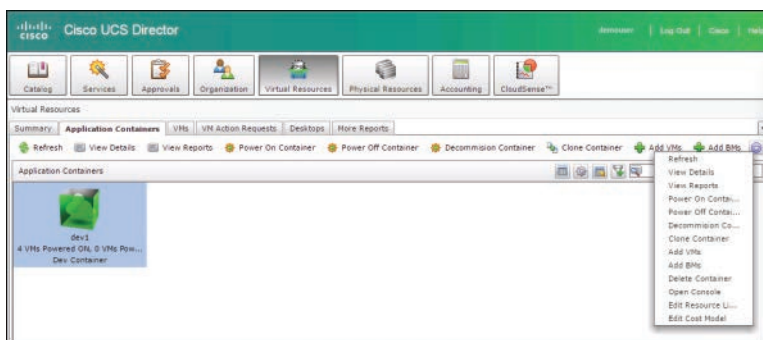 cisco Cisco UCS Director
demouser | Log Out | Cisco | Help
Catalog Services Approvals Organization Virtual Resources Physical Resources Accounting CloudSense™
Virtual Resources
Summary Application Containers VMs VM Action Requests Desktops More Reports
Refresh View Details View Reports Power On Container Power Off Container Decommision Container Clone Container Add VMs Add BMs
Application Containers
Refresh
View Details
View Reports
Power On Contai...
Power Off Contai...
Decommision Co...
Clone Container
Add VMs
Add BMs
Delete Container
Open Console
Edit Resource Li...
Edit Cost Model
dev1
4 VMs Powered ON, 0 VMs Pow...
Dev Container